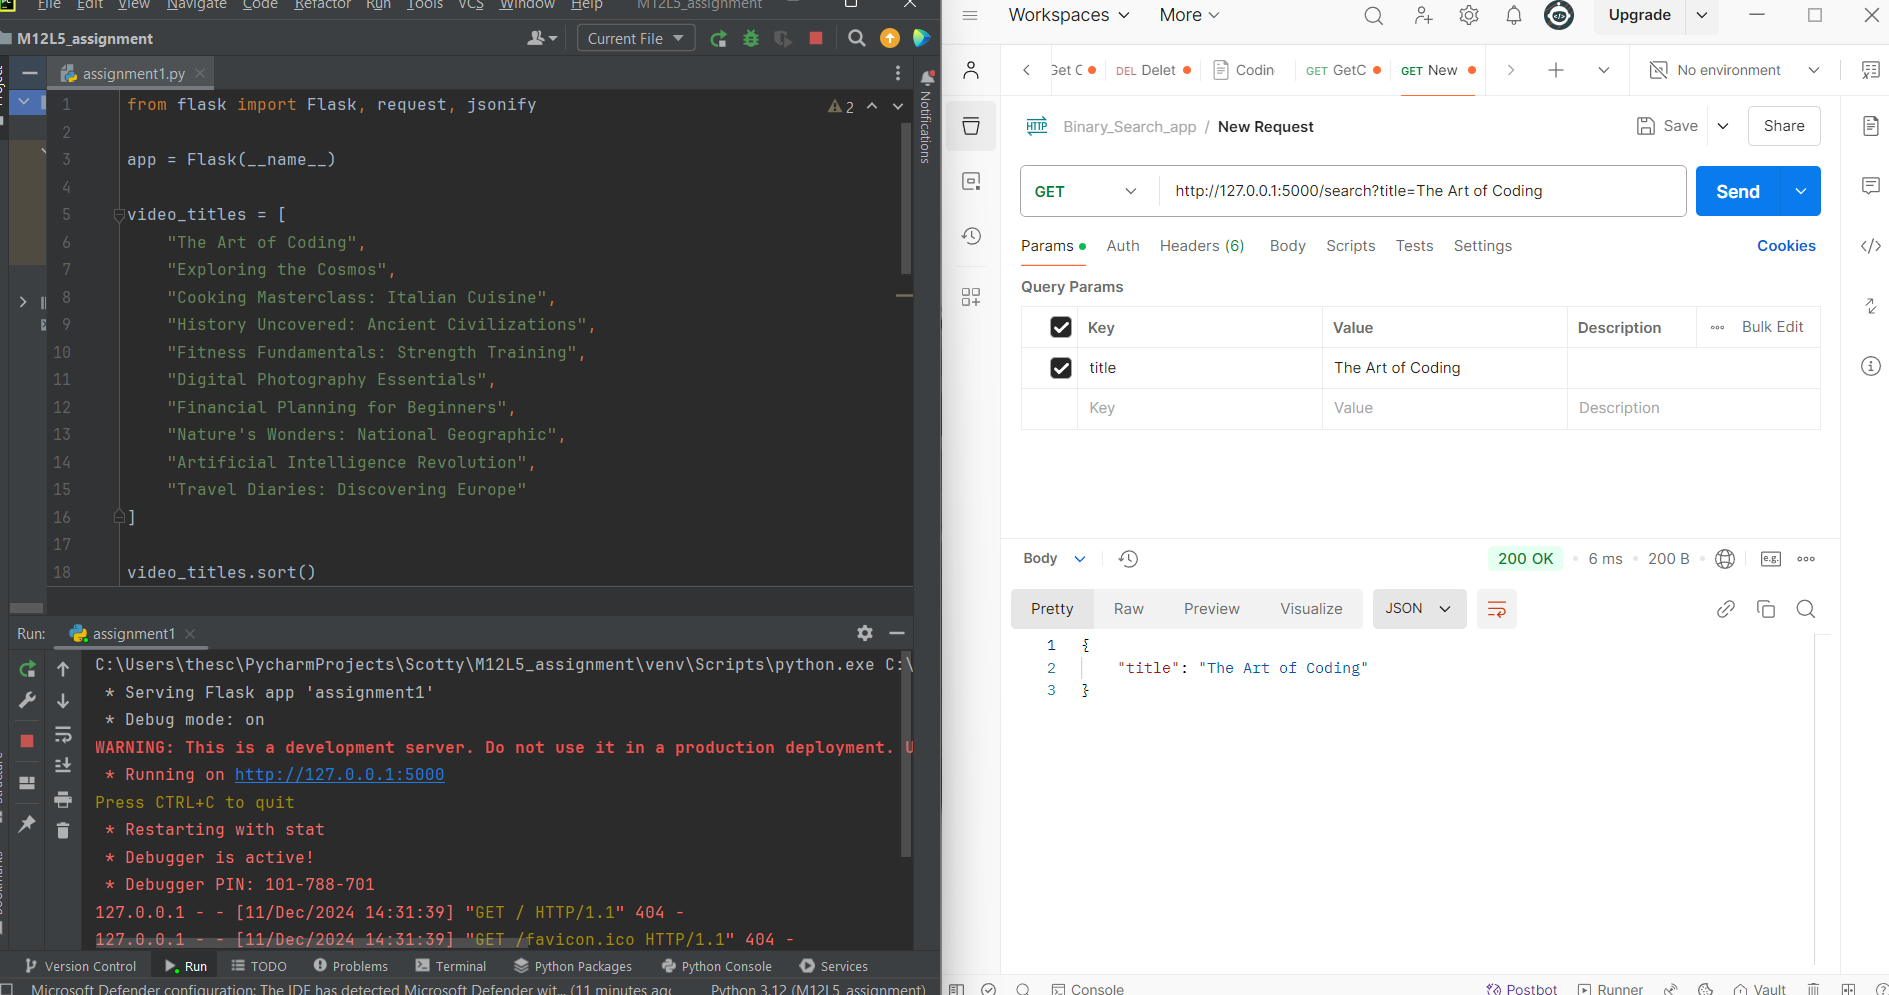 File Edit View Navigate Code Refactor Run Tools VCS Window Help M12L5_assignment
M12L5_assignment
Current File
Project
assignment1.py
Notifications
2
1 from flask import Flask, request, jsonify
2
3 app = Flask(__name__)
4
5 video_titles = [
6 "The Art of Coding",
7 "Exploring the Cosmos",
8 "Cooking Masterclass: Italian Cuisine",
9 "History Uncovered: Ancient Civilizations",
10 "Fitness Fundamentals: Strength Training",
11 "Digital Photography Essentials",
12 "Financial Planning for Beginners",
13 "Nature's Wonders: National Geographic",
14 "Artificial Intelligence Revolution",
15 "Travel Diaries: Discovering Europe"
16 ]
17
18 video_titles.sort()
Run: assignment1
C:\Users\thesc\PycharmProjects\Scotty\M12L5_assignment\venv\Scripts\python.exe C:\
* Serving Flask app 'assignment1'
* Debug mode: on
WARNING: This is a development server. Do not use it in a production deployment. U
* Running on http://127.0.0.1:5000
Press CTRL+C to quit
* Restarting with stat
* Debugger is active!
* Debugger PIN: 101-788-701
127.0.0.1 - - [11/Dec/2024 14:31:39] "GET / HTTP/1.1" 404 -
127.0.0.1 - - [11/Dec/2024 14:31:39] "GET /favicon.ico HTTP/1.1" 404 -
Version Control Run TODO Problems Terminal Python Packages Python Console Services
Microsoft Defender configuration: The IDE has detected Microsoft Defender wit... (11 minutes ago Python 3.12 (M12L5_assignment)
Workspaces More Upgrade
Get C DEL Delet Codin GET GetC GET New No environment
HTTP Binary_Search_app / New Request Save Share
GET http://127.0.0.1:5000/search?title=The Art of Coding Send
Params Auth Headers (6) Body Scripts Tests Settings Cookies
Query Params
Key Value Description Bulk Edit
title The Art of Coding
Key Value Description
Body 200 OK 6 ms 200 B e.g.
Pretty Raw Preview Visualize JSON
1 {
2 "title": "The Art of Coding"
3 }
Console Postbot Runner Vault